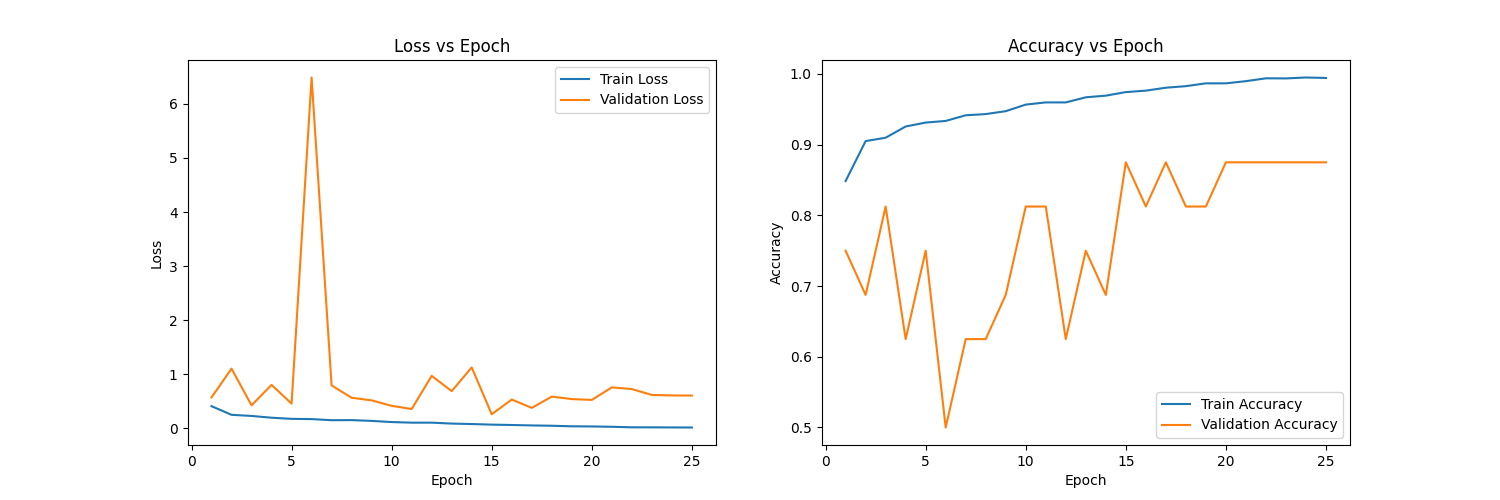 Loss vs Epoch
Train Loss
Validation Loss
Loss
6
5
4
3
2
1
0
0 5 10 15 20 25
Epoch
Accuracy vs Epoch
Accuracy
1.0
0.9
0.8
0.7
0.6
0.5
Train Accuracy
Validation Accuracy
0 5 10 15 20 25
Epoch